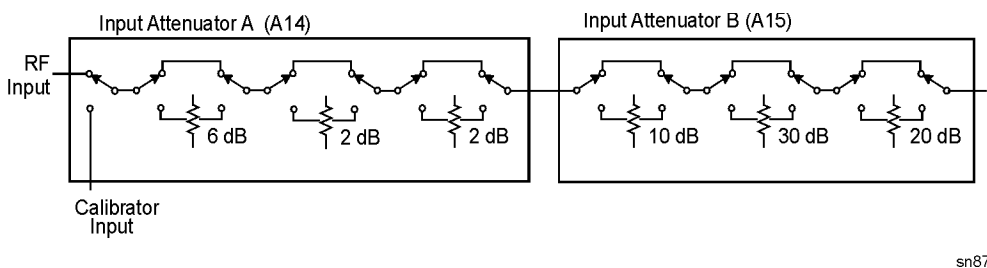 Input Attenuator A (A14)
Input Attenuator B (A15)
RF
Input
6 dB
2 dB
2 dB
10 dB
30 dB
20 dB
Calibrator
Input
sn87